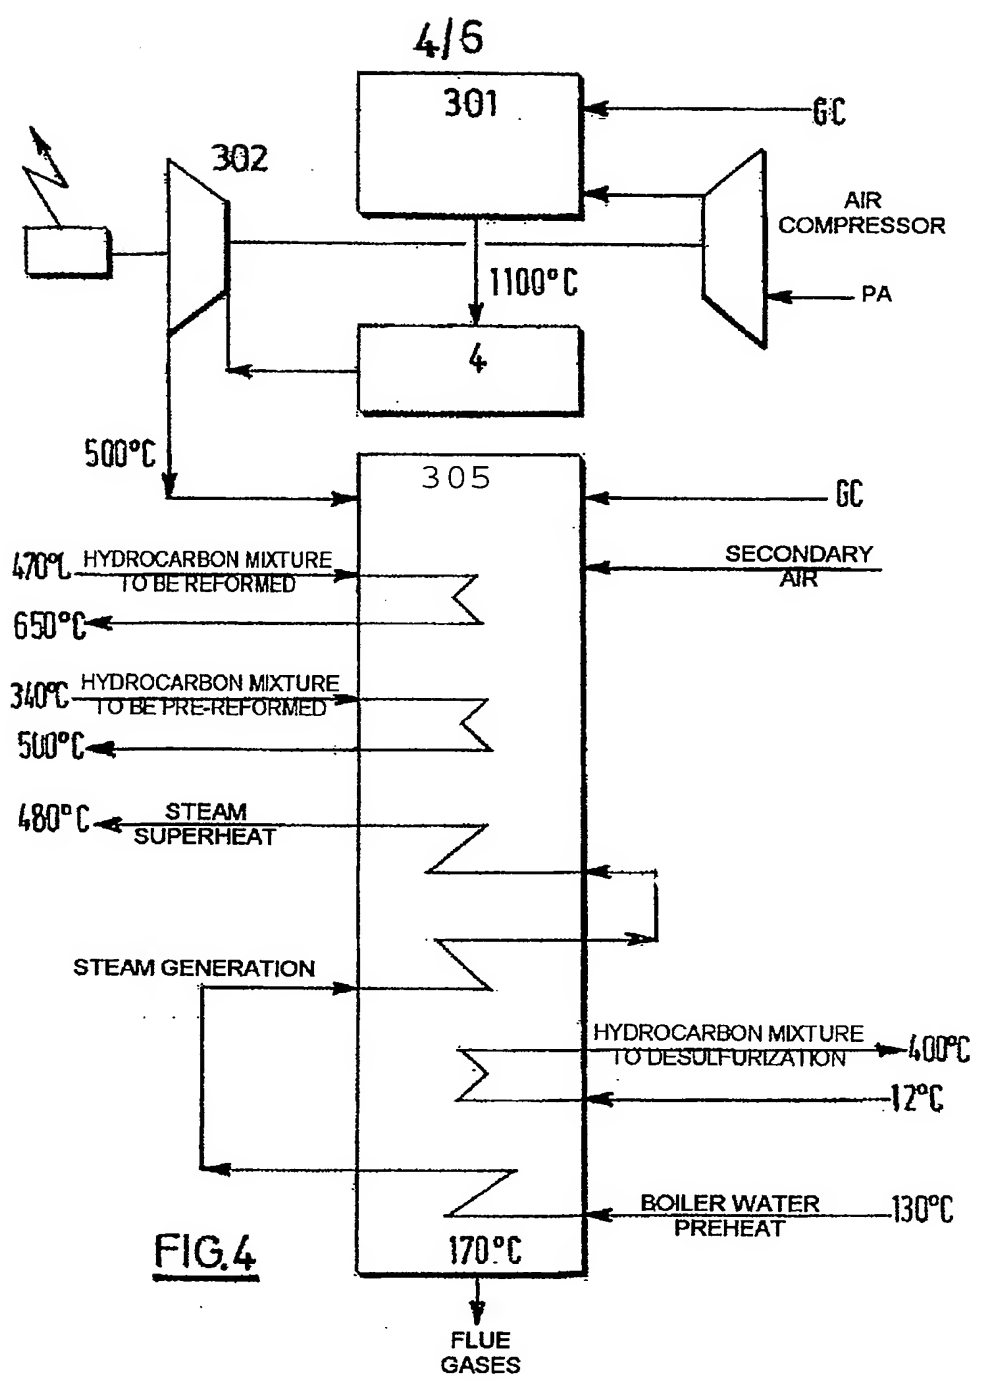 4/6
301
GC
302
AIR
COMPRESSOR
1100°C
PA
4
500°C
305
GC
470°C
HYDROCARBON MIXTURE
TO BE REFORMED
SECONDARY
AIR
650°C
340°C
HYDROCARBON MIXTURE
TO BE PRE-REFORMED
500°C
480°C
STEAM
SUPERHEAT
STEAM GENERATION
HYDROCARBON MIXTURE
TO DESULFURIZATION
400°C
12°C
BOILER WATER
PREHEAT
130°C
170°C
FIG.4
FLUE
GASES